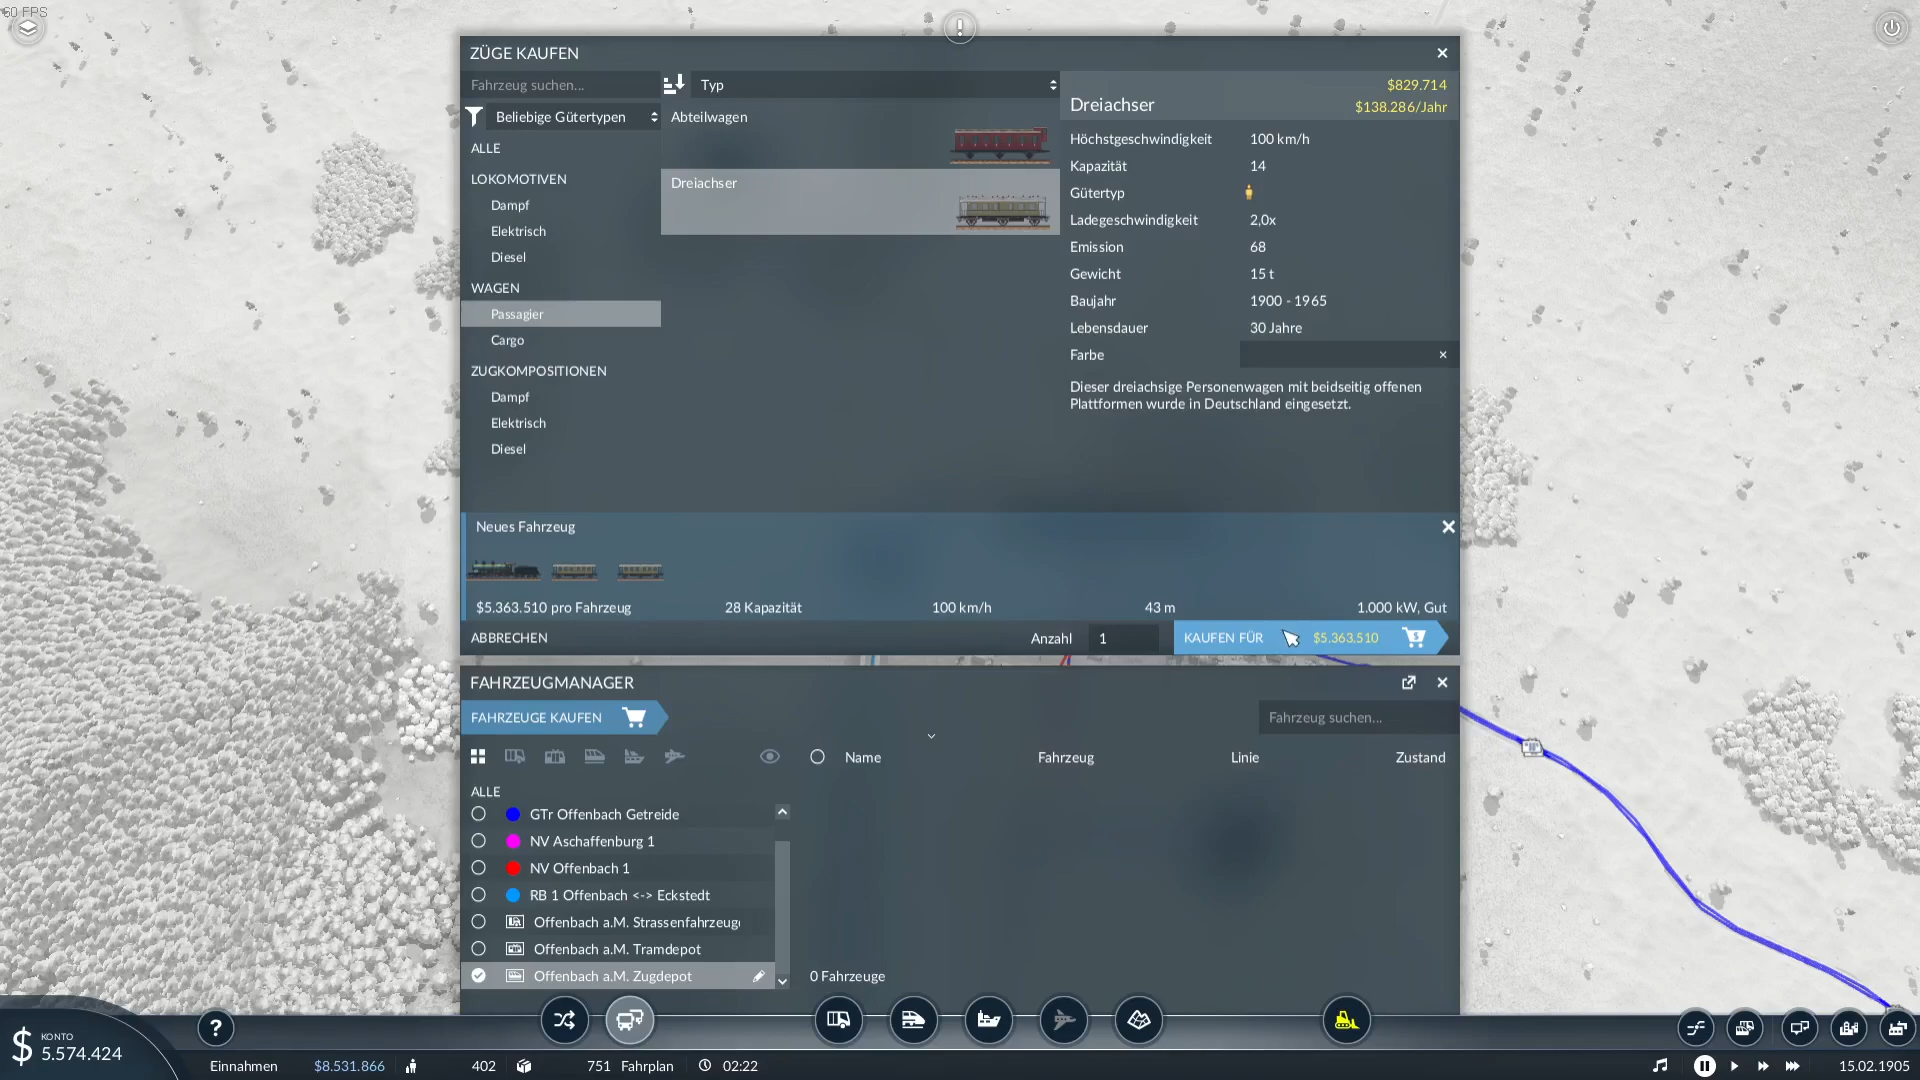 60 FPS
ZÜGE KAUFEN
Fahrzeug suchen...
Typ
Beliebige Gütertypen
ALLE
LOKOMOTIVEN
Dampf
Elektrisch
Diesel
WAGEN
Passagier
Cargo
ZUGKOMPOSITIONEN
Dampf
Elektrisch
Diesel
Abteilwagen
Dreiachser
$829.714
Dreiachser
$138.286/Jahr
Höchstgeschwindigkeit 100 km/h
Kapazität 14
Gütertyp
Ladegeschwindigkeit 2,0x
Emission 68
Gewicht 15 t
Baujahr 1900 - 1965
Lebensdauer 30 Jahre
Farbe
Dieser dreiachsige Personenwagen mit beidseitig offenen
Plattformen wurde in Deutschland eingesetzt.
Neues Fahrzeug
$5.363.510 pro Fahrzeug 28 Kapazität 100 km/h 43 m 1.000 kW, Gut
ABBRECHEN Anzahl 1 KAUFEN FÜR $5.363.510
FAHRZEUGMANAGER
FAHRZEUGE KAUFEN
Fahrzeug suchen...
Name Fahrzeug Linie Zustand
ALLE
GTr Offenbach Getreide
NV Aschaffenburg 1
NV Offenbach 1
RB 1 Offenbach <-> Eckstedt
Offenbach a.M. Strassenfahrzeug
Offenbach a.M. Tramdepot
Offenbach a.M. Zugdepot
0 Fahrzeuge
?
$ KONTO
5.574.424
Einnahmen $8.531.866 402 751 Fahrplan 02:22 15.02.1905